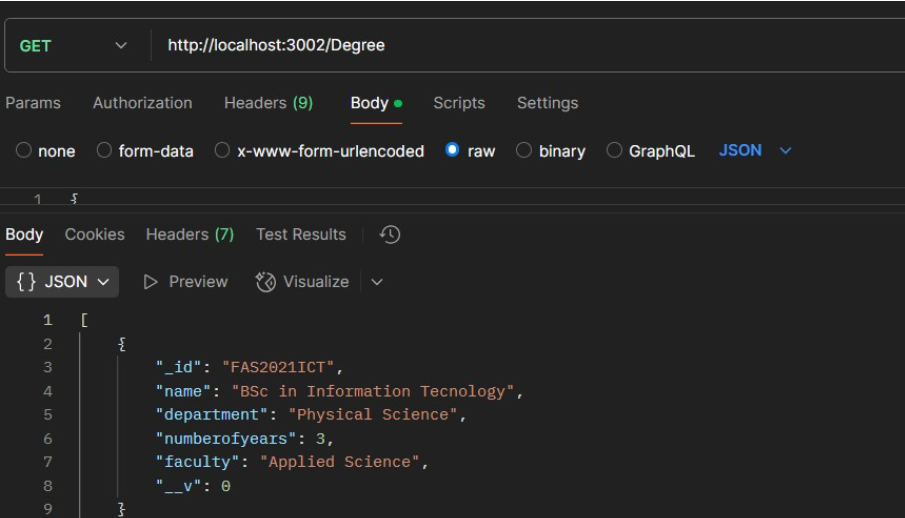 GET http://localhost:3002/Degree
Params Authorization Headers (9) Body Scripts Settings
none form-data x-www-form-urlencoded raw binary GraphQL JSON
1 {
Body Cookies Headers (7) Test Results
{} JSON Preview Visualize
1 [
2 {
3 "_id": "FAS2021ICT",
4 "name": "BSc in Information Tecnology",
5 "department": "Physical Science",
6 "numberofyears": 3,
7 "faculty": "Applied Science",
8 "__v": 0
9 }